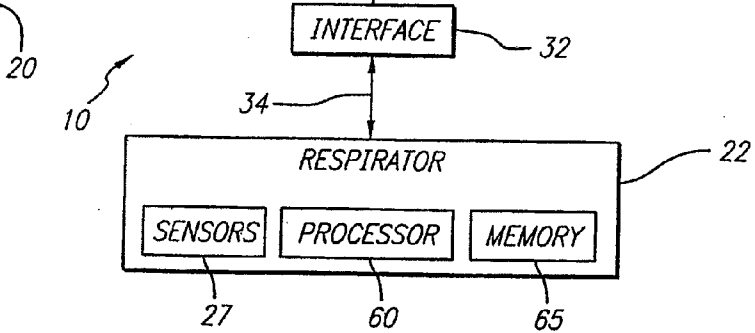 INTERFACE
32
20
10
34
RESPIRATOR
22
SENSORS PROCESSOR MEMORY
27 60 65